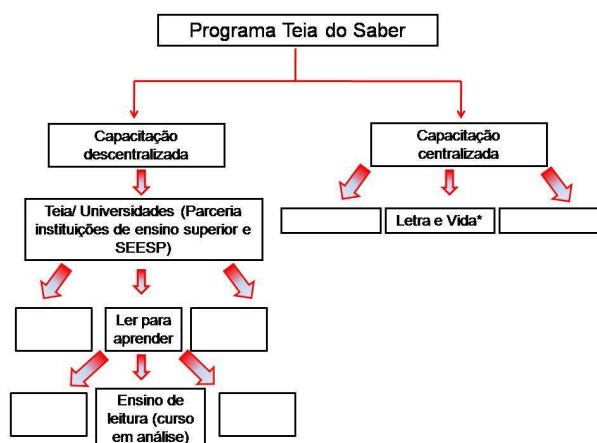 Programa Teia do Saber
Capacitação
descentralizada
Capacitação
centralizada
Teia/ Universidades (Parceria
instituições de ensino superior e
SEESP)
Letra e Vida*
Ler para
aprender
Ensino de
leitura (curso
em análise)